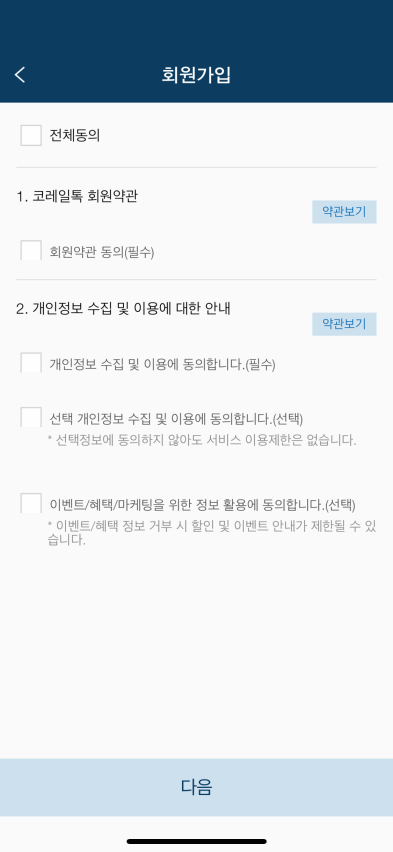 회원가입
전체동의
1. 코레일톡 회원약관
약관보기
회원약관 동의(필수)
2. 개인정보 수집 및 이용에 대한 안내
약관보기
개인정보 수집 및 이용에 동의합니다.(필수)
선택 개인정보 수집 및 이용에 동의합니다.(선택)
* 선택정보에 동의하지 않아도 서비스 이용제한은 없습니다.
이벤트/혜택/마케팅을 위한 정보 활용에 동의합니다.(선택)
* 이벤트/혜택 정보 거부 시 할인 및 이벤트 안내가 제한될 수 있
습니다.
다음